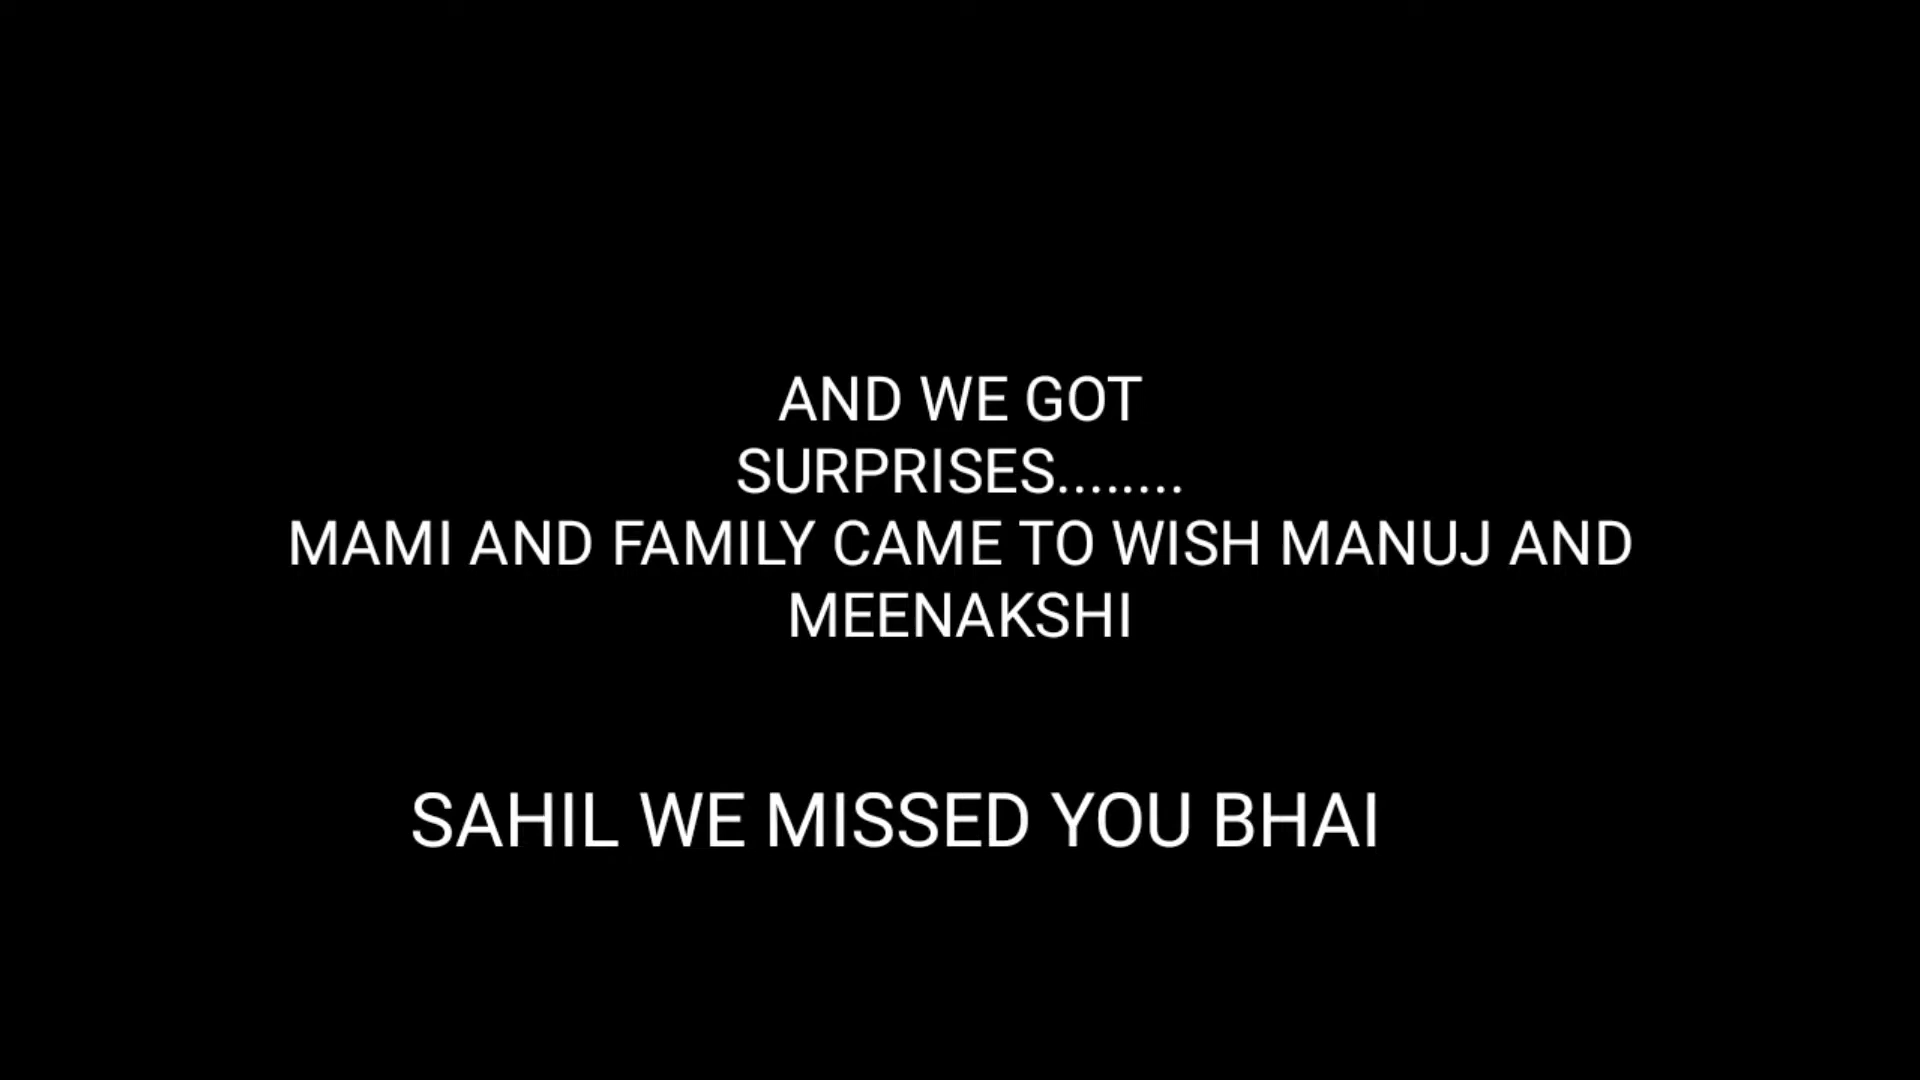 AND WE GOT
SURPRISES........
MAMI AND FAMILY CAME TO WISH MANUJ AND
MEENAKSHI
SAHIL WE MISSED YOU BHAI